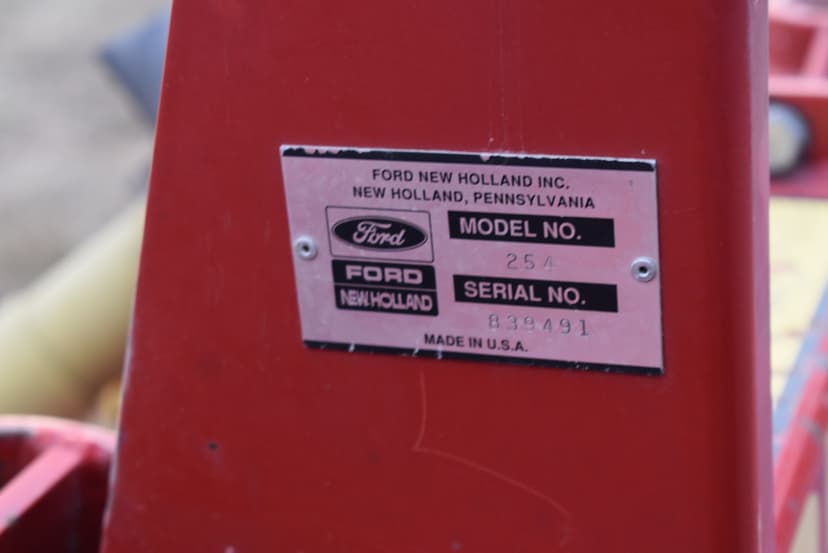 FORD NEW HOLLAND INC.
NEW HOLLAND, PENNSYLVANIA
Ford
FORD
NEW HOLLAND
MODEL NO.
254
SERIAL NO.
839491
MADE IN U.S.A.